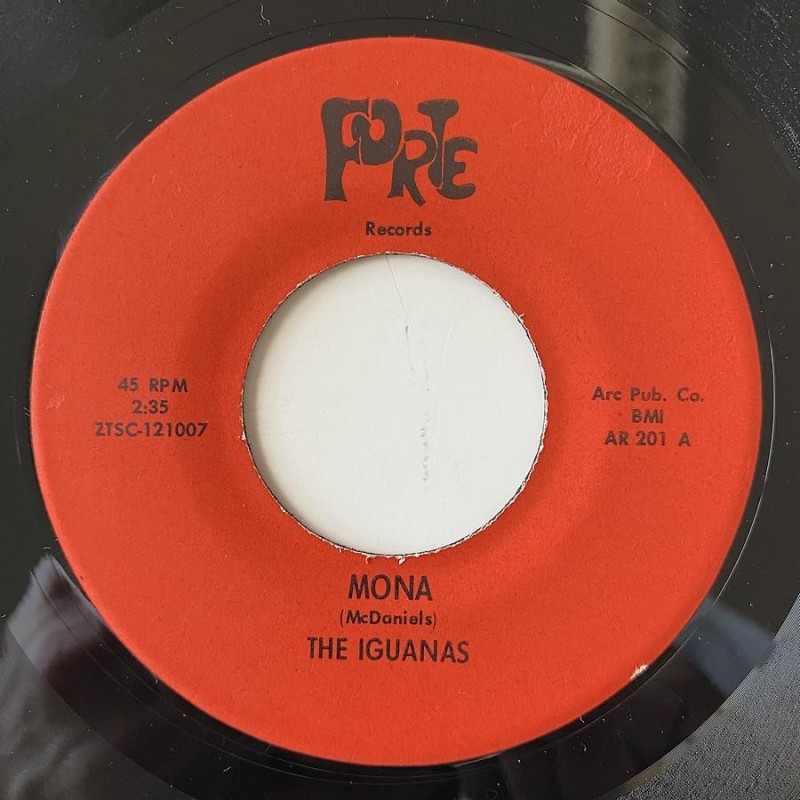 FORTE
Records
45 RPM
2:35
ZTSC-121007
Arc Pub. Co.
BMI
AR 201 A
MONA
(McDaniels)
THE IGUANAS